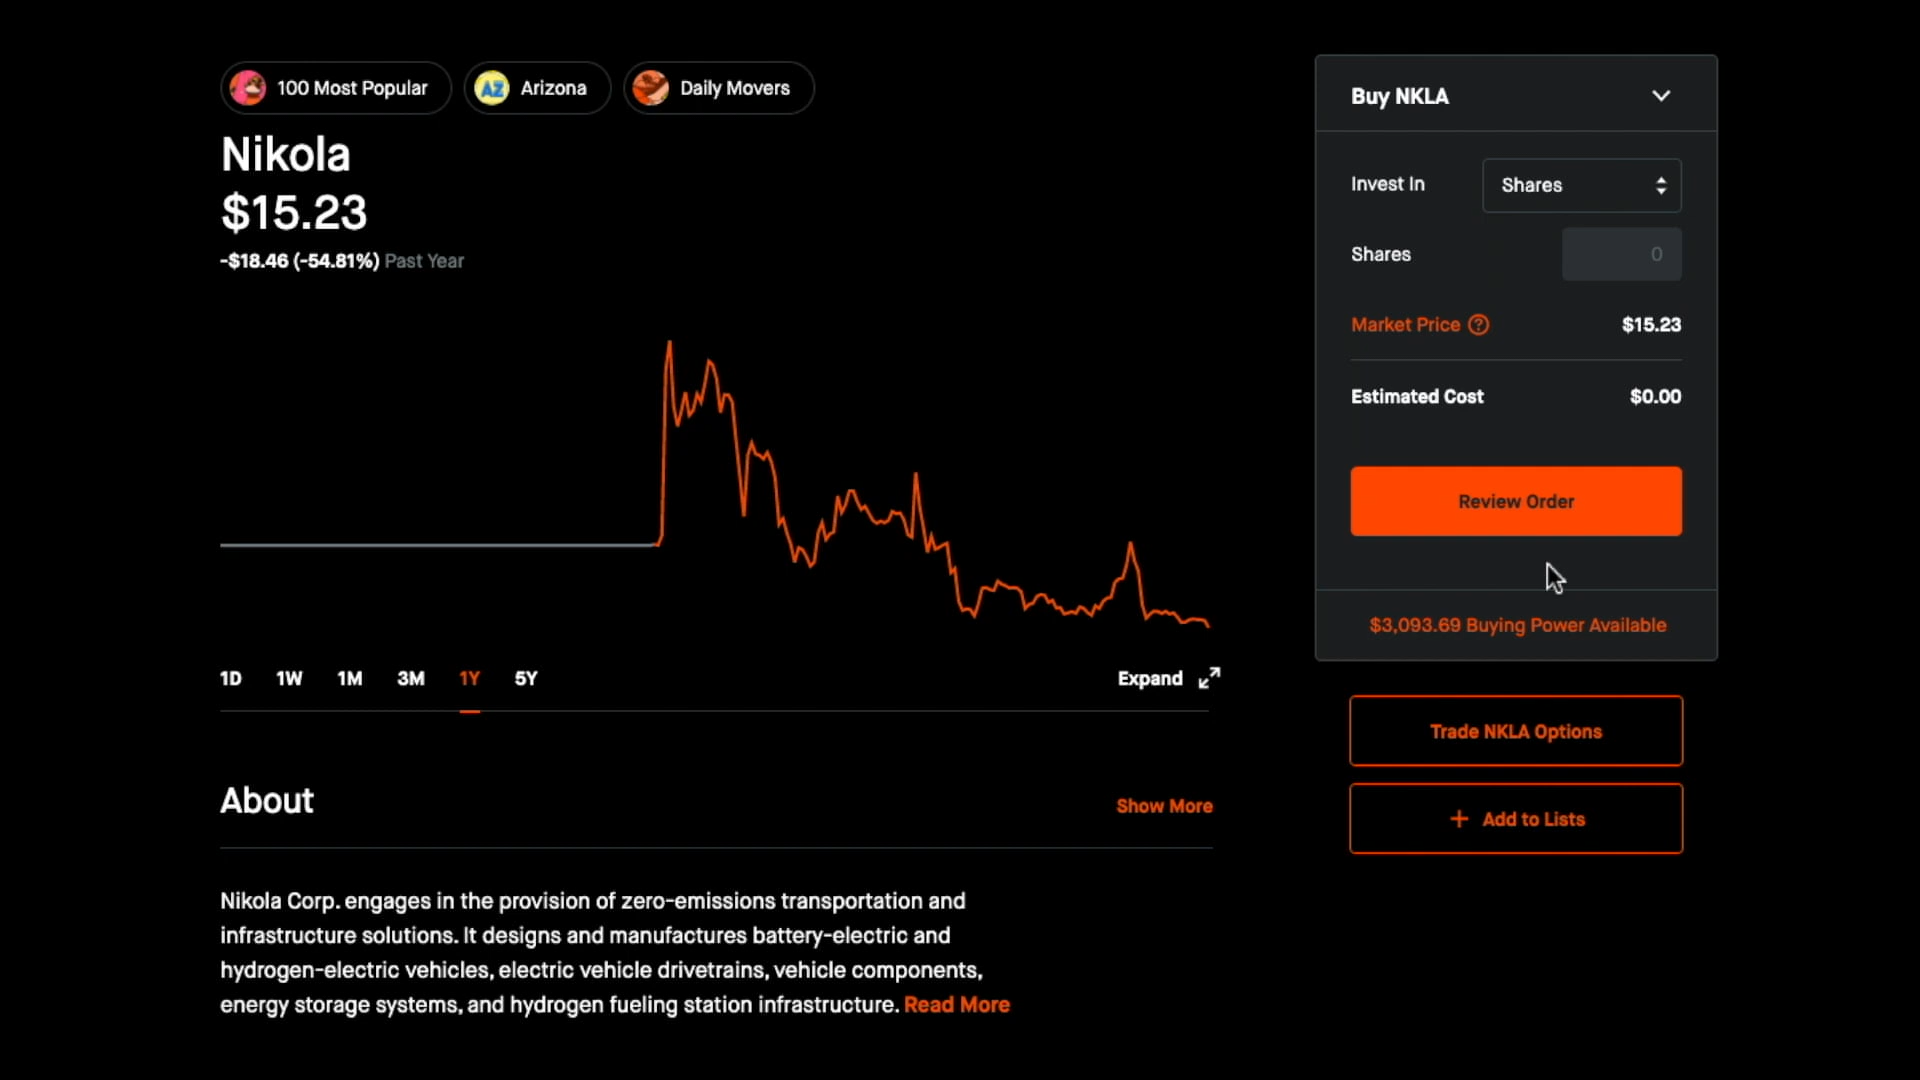 100 Most Popular
AZ
Arizona
Daily Movers
Nikola
$15.23
-$18.46 (-54.81%) Past Year
1D 1W 1M 3M 1Y 5Y
Expand
About
Show More
Nikola Corp. engages in the provision of zero-emissions transportation and
infrastructure solutions. It designs and manufactures battery-electric and
hydrogen-electric vehicles, electric vehicle drivetrains, vehicle components,
energy storage systems, and hydrogen fueling station infrastructure. Read More
Buy NKLA
Invest In Shares
Shares 0
Market Price ? $15.23
Estimated Cost $0.00
Review Order
$3,093.69 Buying Power Available
Trade NKLA Options
+ Add to Lists